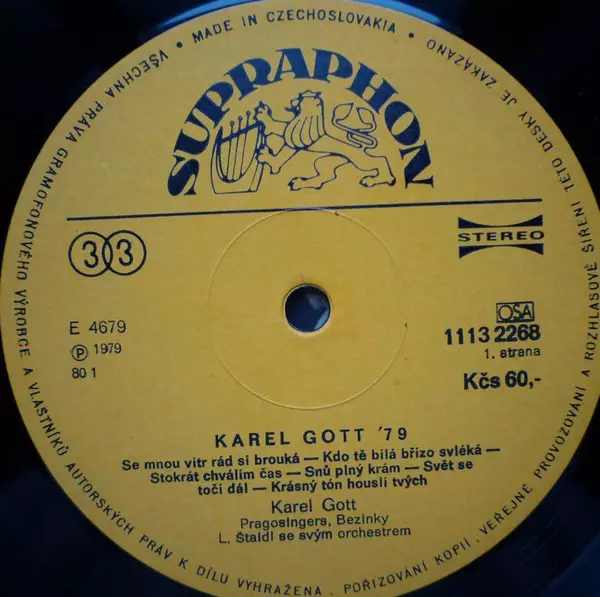 VŠECHNA PRÁVA GRAMOFONOVÉHO VÝROBCE A VLASTNÍKŮ AUTORSKÝCH PRÁV K DÍLU VYHRAŽENA. POŘIZOVÁNÍ KOPIÍ, VEŘEJNÉ PROVOZOVÁNÍ A ROZHLASOVÉ ŠÍŘENÍ TÉTO DESKY JE ZAKÁZÁNO • MADE IN CZECHOSLOVAKIA •
SUPRAPHON
33
STEREO
E 4679
℗ 1979
80 1
OSA
1113 2268
1. strana
Kčs 60,-
KAREL GOTT '79
Se mnou vítr rád si brouká — Kdo tě bílá břízo svléká —
Stokrát chválím čas — Snů plný krám — Svět se
točí dál — Krásný tón houslí tvých
Karel Gott
Pragosingers, Bezinky
L. Štaidl se svým orchestrem